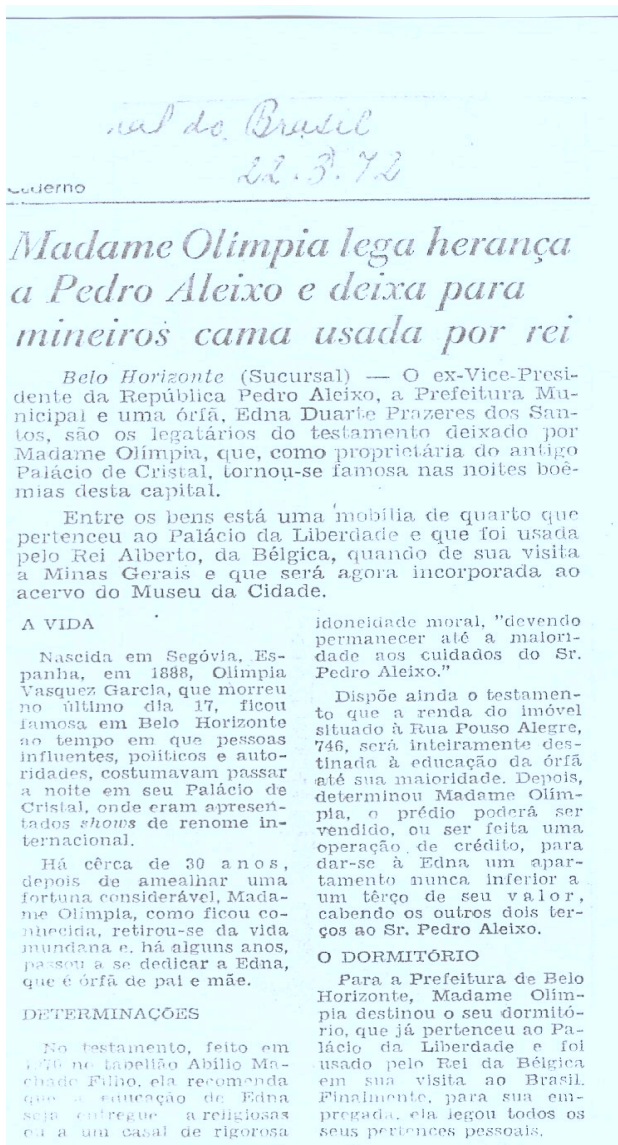 nal do Brasil
22.3.72
Caderno
Madame Olímpia lega herança
a Pedro Aleixo e deixa para
mineiros cama usada por rei
Belo Horizonte (Sucursal) — O ex-Vice-Presi-
dente da República Pedro Aleixo, a Prefeitura Mu-
nicipal e uma órfã, Edna Duarte Prazeres dos San-
tos, são os legatários do testamento deixado por
Madame Olímpia, que, como proprietária do antigo
Palácio de Cristal, tornou-se famosa nas noites boê-
mias desta capital.
Entre os bens está uma mobília de quarto que
pertenceu ao Palácio da Liberdade e que foi usada
pelo Rei Alberto, da Bélgica, quando de sua visita
a Minas Gerais e que será agora incorporada ao
acervo do Museu da Cidade.
A VIDA
Nascida em Segóvia, Es-
panha, em 1888, Olímpia
Vasquez Garcia, que morreu
no último dia 17, ficou
famosa em Belo Horizonte
ao tempo em que pessoas
influentes, políticos e auto-
ridades, costumavam passar
a noite em seu Palácio de
Cristal, onde eram apresen-
tados shows de renome in-
ternacional.
Há cêrca de 30 anos,
depois de amealhar uma
fortuna considerável, Mada-
me Olímpia, como ficou co-
nhecida, retirou-se da vida
mundana e, há alguns anos,
passou a se dedicar a Edna,
que é órfã de pai e mãe.
DETERMINAÇÕES
No testamento, feito em
no tabelião Abílio Ma-
chado Filho, ela recomenda
que a educação de Edna
seja entregue a religiosas
ou a um casal de rigorosa
idoneidade moral, "devendo
permanecer até a maiori-
dade aos cuidados do Sr.
Pedro Aleixo."
Dispõe ainda o testamen-
to que a renda do imóvel
situado à Rua Pouso Alegre,
746, será inteiramente des-
tinada à educação da órfã
até sua maioridade. Depois,
determinou Madame Olím-
pia, o prédio poderá ser
vendido, ou ser feita uma
operação de crédito, para
dar-se à Edna um apar-
tamento nunca inferior a
um têrço de seu valor,
cabendo os outros dois ter-
ços ao Sr. Pedro Aleixo.
O DORMITÓRIO
Para a Prefeitura de Belo
Horizonte, Madame Olím-
pia destinou o seu dormitó-
rio, que já pertenceu ao Pa-
lácio da Liberdade e foi
usado pelo Rei da Bélgica
em sua visita ao Brasil.
Finalmente, para sua em-
pregada, ela legou todos os
seus pertences pessoais.